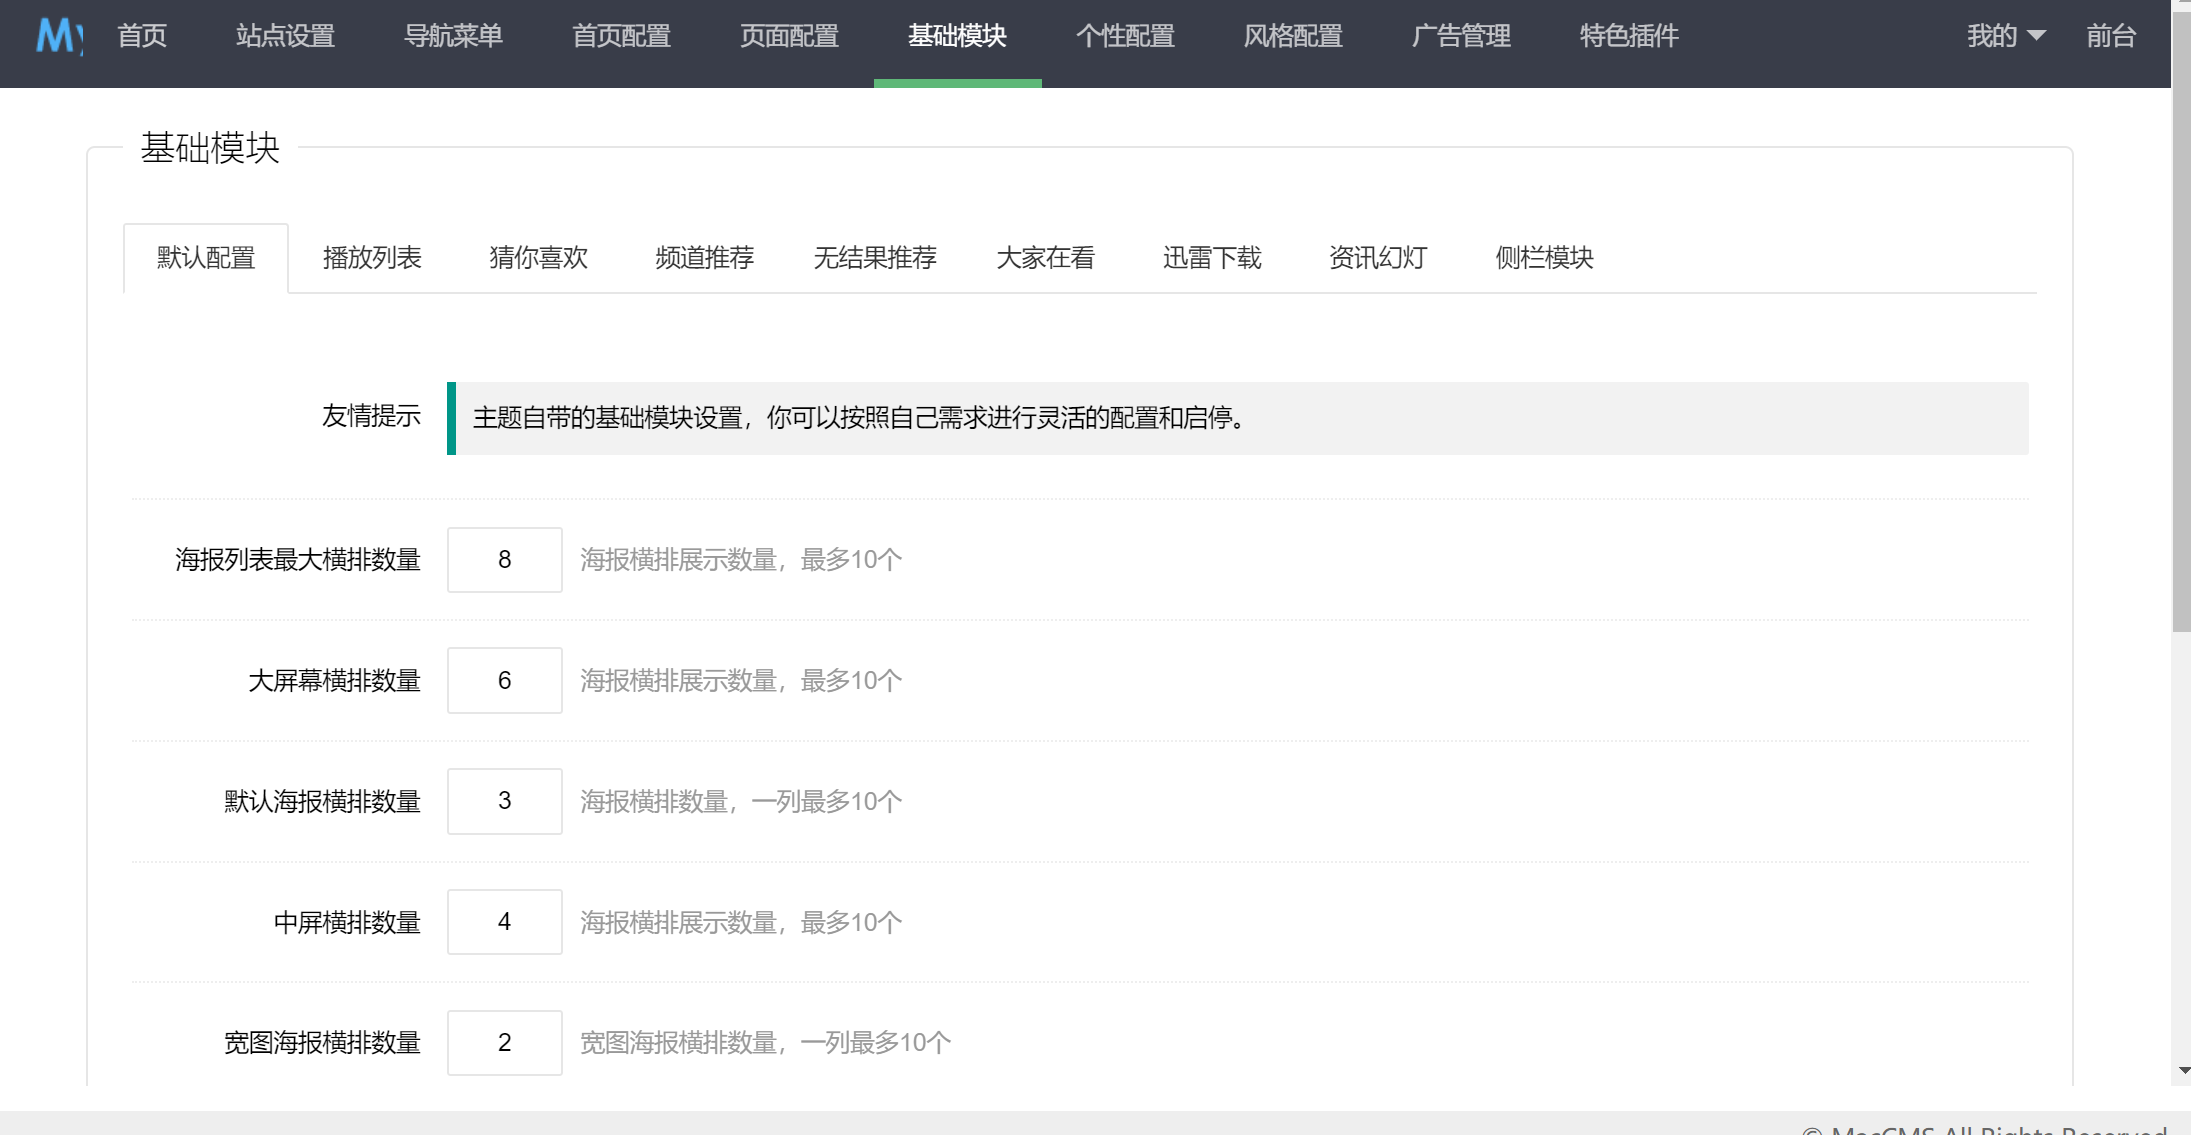 My 首页 站点设置 导航菜单 首页配置 页面配置 基础模块 个性配置 风格配置 广告管理 特色插件 我的 前台
基础模块
默认配置 播放列表 猜你喜欢 频道推荐 无结果推荐 大家在看 迅雷下载 资讯幻灯 侧栏模块
友情提示 主题自带的基础模块设置，你可以按照自己需求进行灵活的配置和启停。
海报列表最大横排数量 8 海报横排展示数量，最多10个
大屏幕横排数量 6 海报横排展示数量，最多10个
默认海报横排数量 3 海报横排数量，一列最多10个
中屏横排数量 4 海报横排展示数量，最多10个
宽图海报横排数量 2 宽图海报横排数量，一列最多10个
© MacCMS All Rights Reserved